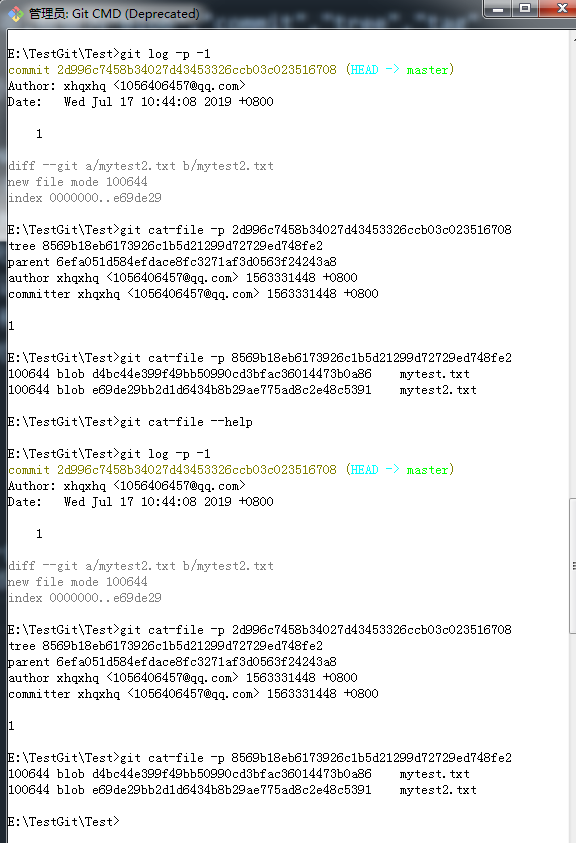 管理员: Git CMD (Deprecated)
E:\TestGit\Test>git log -p -1
commit 2d996c7458b34027d43453326ccb03c023516708 (HEAD -> master)
Author: xhqxhq <1056406457@qq.com>
Date:   Wed Jul 17 10:44:08 2019 +0800
    1
diff --git a/mytest2.txt b/mytest2.txt
new file mode 100644
index 0000000..e69de29
E:\TestGit\Test>git cat-file -p 2d996c7458b34027d43453326ccb03c023516708
tree 8569b18eb6173926c1b5d21299d72729ed748fe2
parent 6efa051d584efdace8fc3271af3d0563f24243a8
author xhqxhq <1056406457@qq.com> 1563331448 +0800
committer xhqxhq <1056406457@qq.com> 1563331448 +0800
1
E:\TestGit\Test>git cat-file -p 8569b18eb6173926c1b5d21299d72729ed748fe2
100644 blob d4bc44e399f49bb50990cd3bfac36014473b0a86    mytest.txt
100644 blob e69de29bb2d1d6434b8b29ae775ad8c2e48c5391    mytest2.txt
E:\TestGit\Test>git cat-file --help
E:\TestGit\Test>git log -p -1
commit 2d996c7458b34027d43453326ccb03c023516708 (HEAD -> master)
Author: xhqxhq <1056406457@qq.com>
Date:   Wed Jul 17 10:44:08 2019 +0800
    1
diff --git a/mytest2.txt b/mytest2.txt
new file mode 100644
index 0000000..e69de29
E:\TestGit\Test>git cat-file -p 2d996c7458b34027d43453326ccb03c023516708
tree 8569b18eb6173926c1b5d21299d72729ed748fe2
parent 6efa051d584efdace8fc3271af3d0563f24243a8
author xhqxhq <1056406457@qq.com> 1563331448 +0800
committer xhqxhq <1056406457@qq.com> 1563331448 +0800
1
E:\TestGit\Test>git cat-file -p 8569b18eb6173926c1b5d21299d72729ed748fe2
100644 blob d4bc44e399f49bb50990cd3bfac36014473b0a86    mytest.txt
100644 blob e69de29bb2d1d6434b8b29ae775ad8c2e48c5391    mytest2.txt
E:\TestGit\Test>